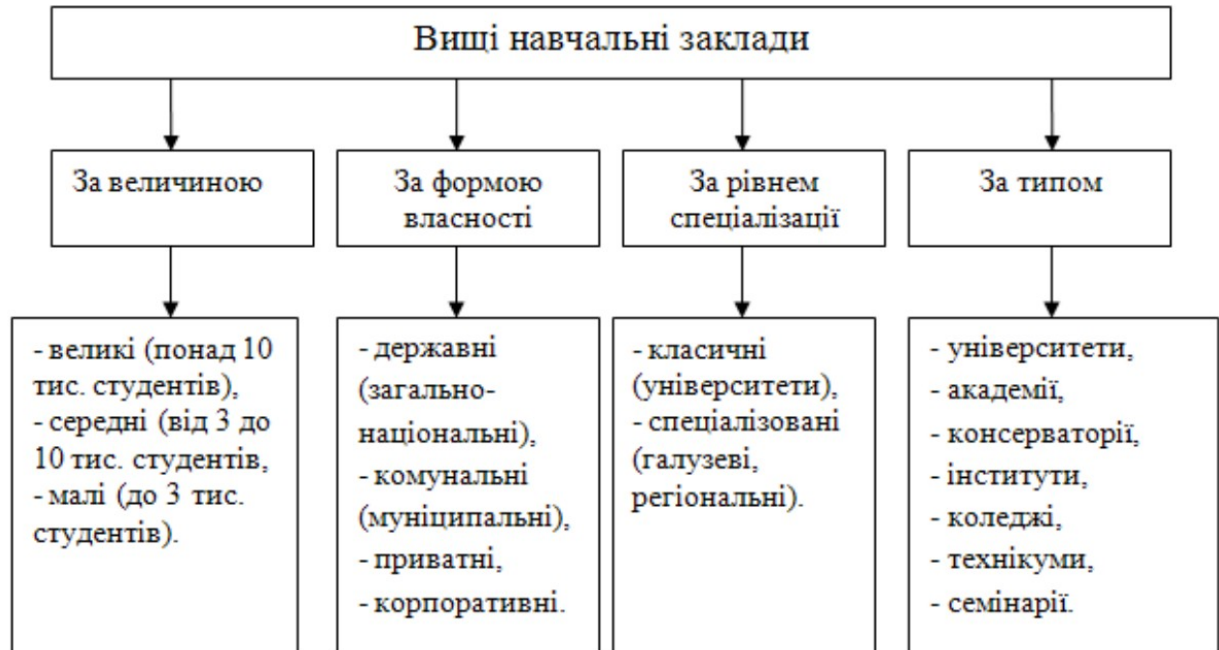 Вищі навчальні заклади
За величиною
За формою
власності
За рівнем
спеціалізації
За типом
- великі (понад 10
тис. студентів),
- середні (від 3 до
10 тис. студентів,
- малі (до 3 тис.
студентів).
- державні
(загально-
національні),
- комунальні
(муніципальні),
- приватні,
- корпоративні.
- класичні
(університети),
- спеціалізовані
(галузеві,
регіональні).
- університети,
- академії,
- консерваторії,
- інститути,
- коледжі,
- технікуми,
- семінарії.